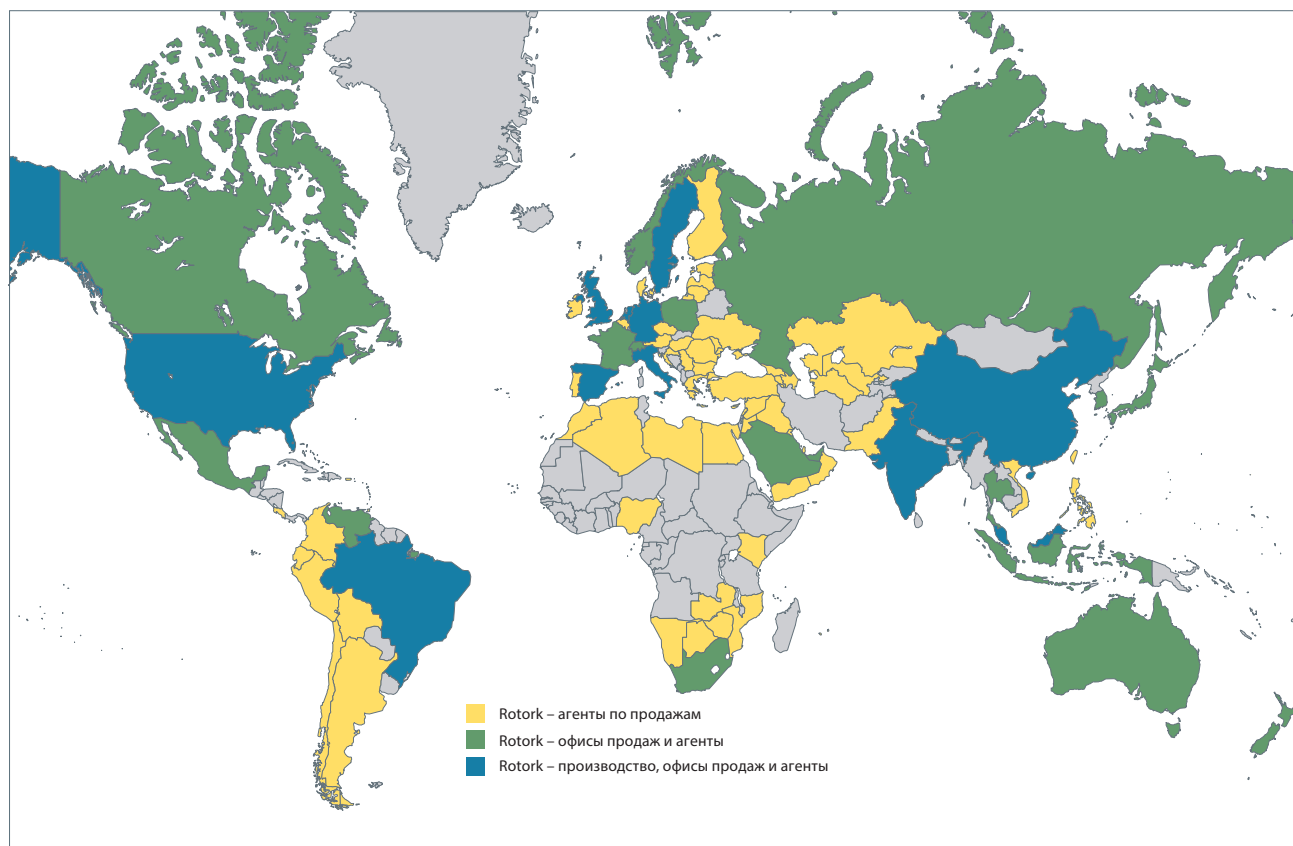 Rotork – агенты по продажам
Rotork – офисы продаж и агенты
Rotork – производство, офисы продаж и агенты